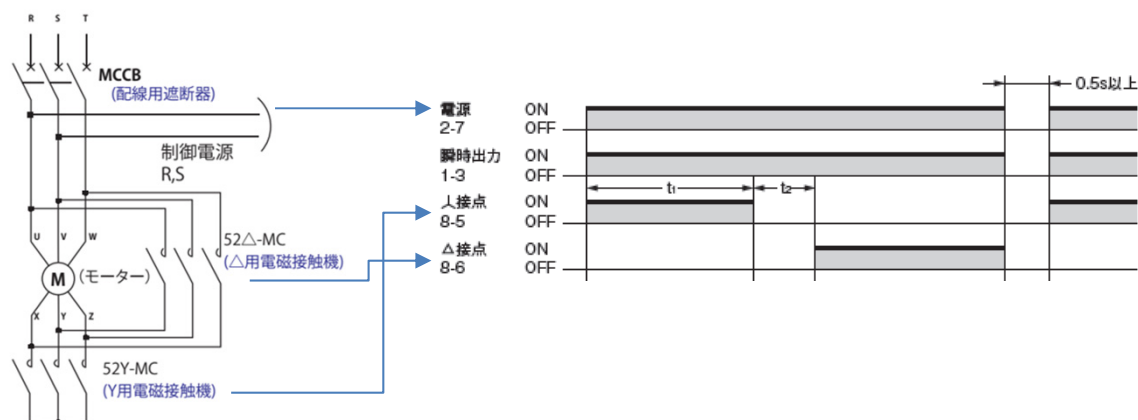 R S T
MCCB
(配線用遮断器)
制御電源
R,S
U V W
52△-MC
(△用電磁接触機)
M
(モーター)
X Y Z
52Y-MC
(Y用電磁接触機)
0.5s以上
電源 ON
2-7 OFF
瞬時出力 ON
1-3 OFF
t₁ t₂
人接点 ON
8-5 OFF
△接点 ON
8-6 OFF